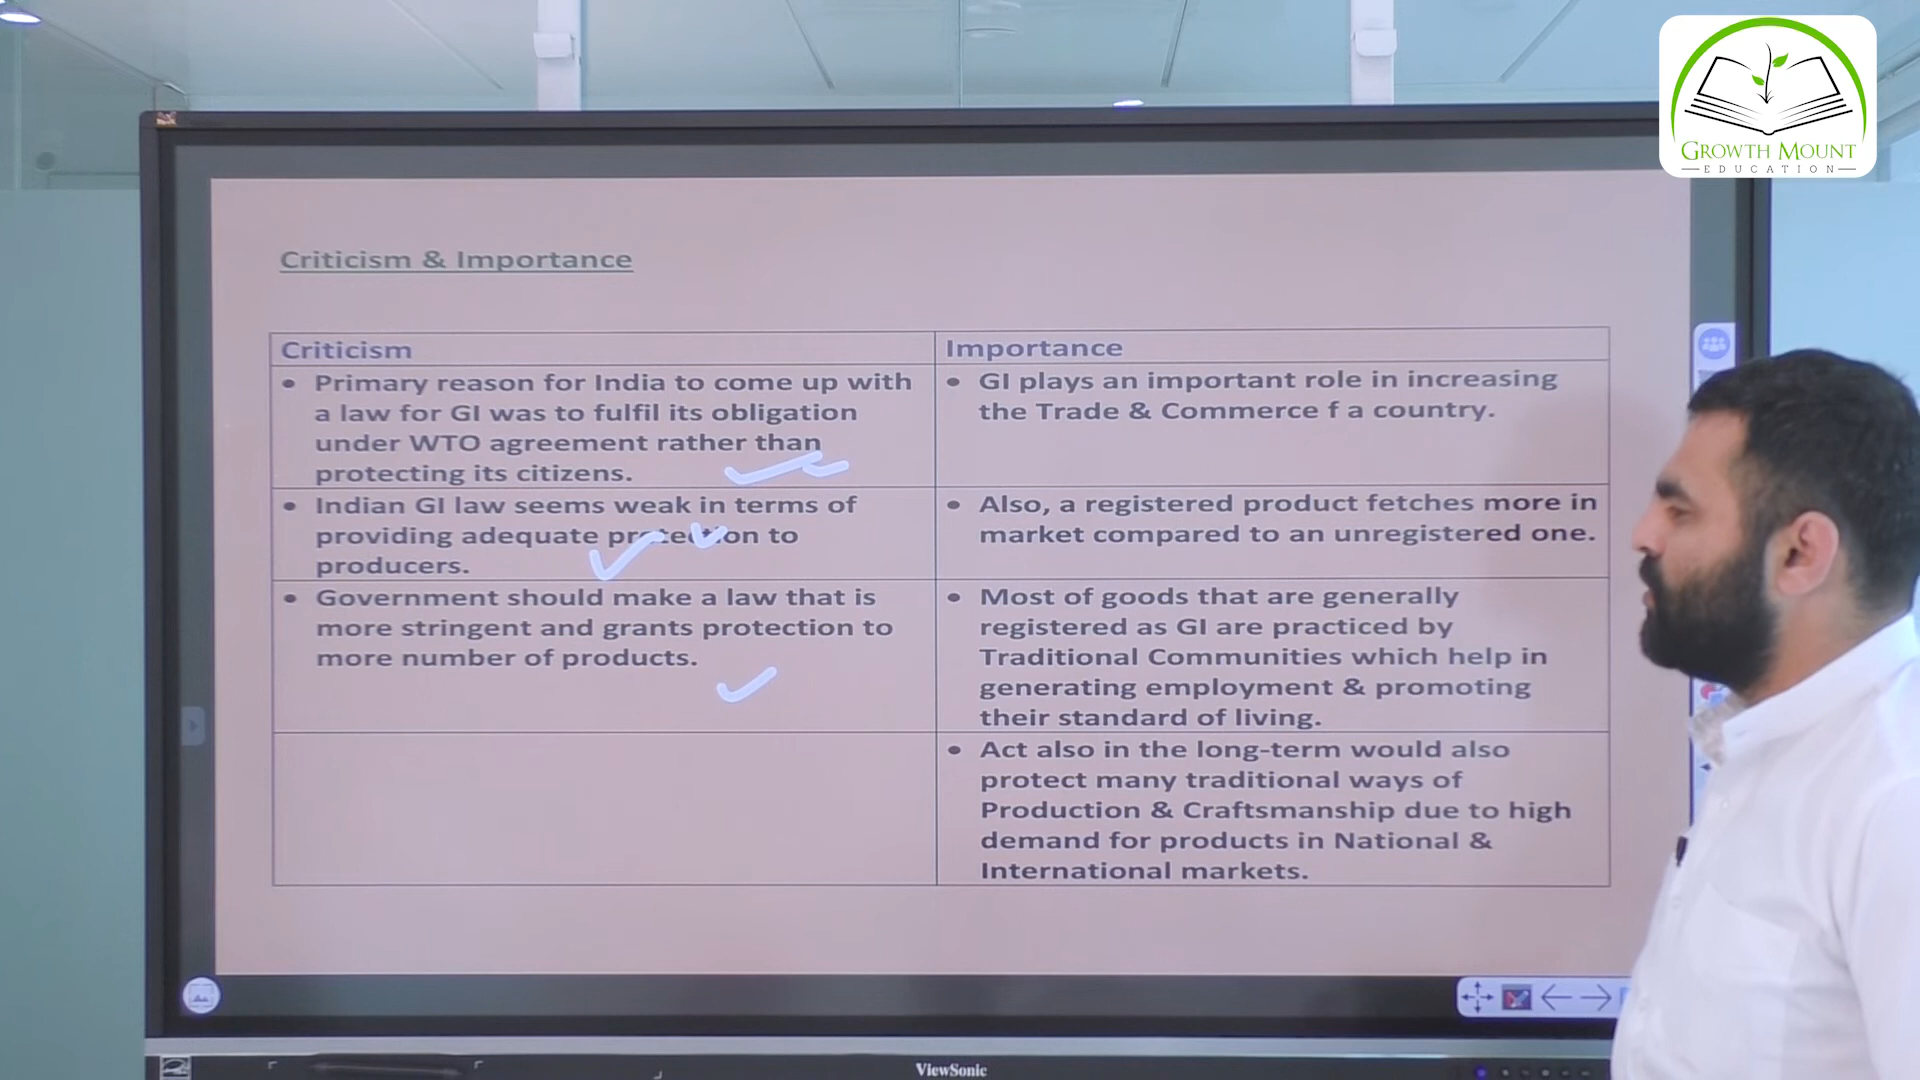 GROWTH MOUNT
EDUCATION
Criticism & Importance
Criticism
Primary reason for India to come up with
a law for GI was to fulfil its obligation
under WTO agreement rather than
protecting its citizens.
Indian GI law seems weak in terms of
providing adequate protection to
producers.
Government should make a law that is
more stringent and grants protection to
more number of products.
Importance
GI plays an important role in increasing
the Trade & Commerce f a country.
Also, a registered product fetches more in
market compared to an unregistered one.
Most of goods that are generally
registered as GI are practiced by
Traditional Communities which help in
generating employment & promoting
their standard of living.
Act also in the long-term would also
protect many traditional ways of
Production & Craftsmanship due to high
demand for products in National &
International markets.
ViewSonic